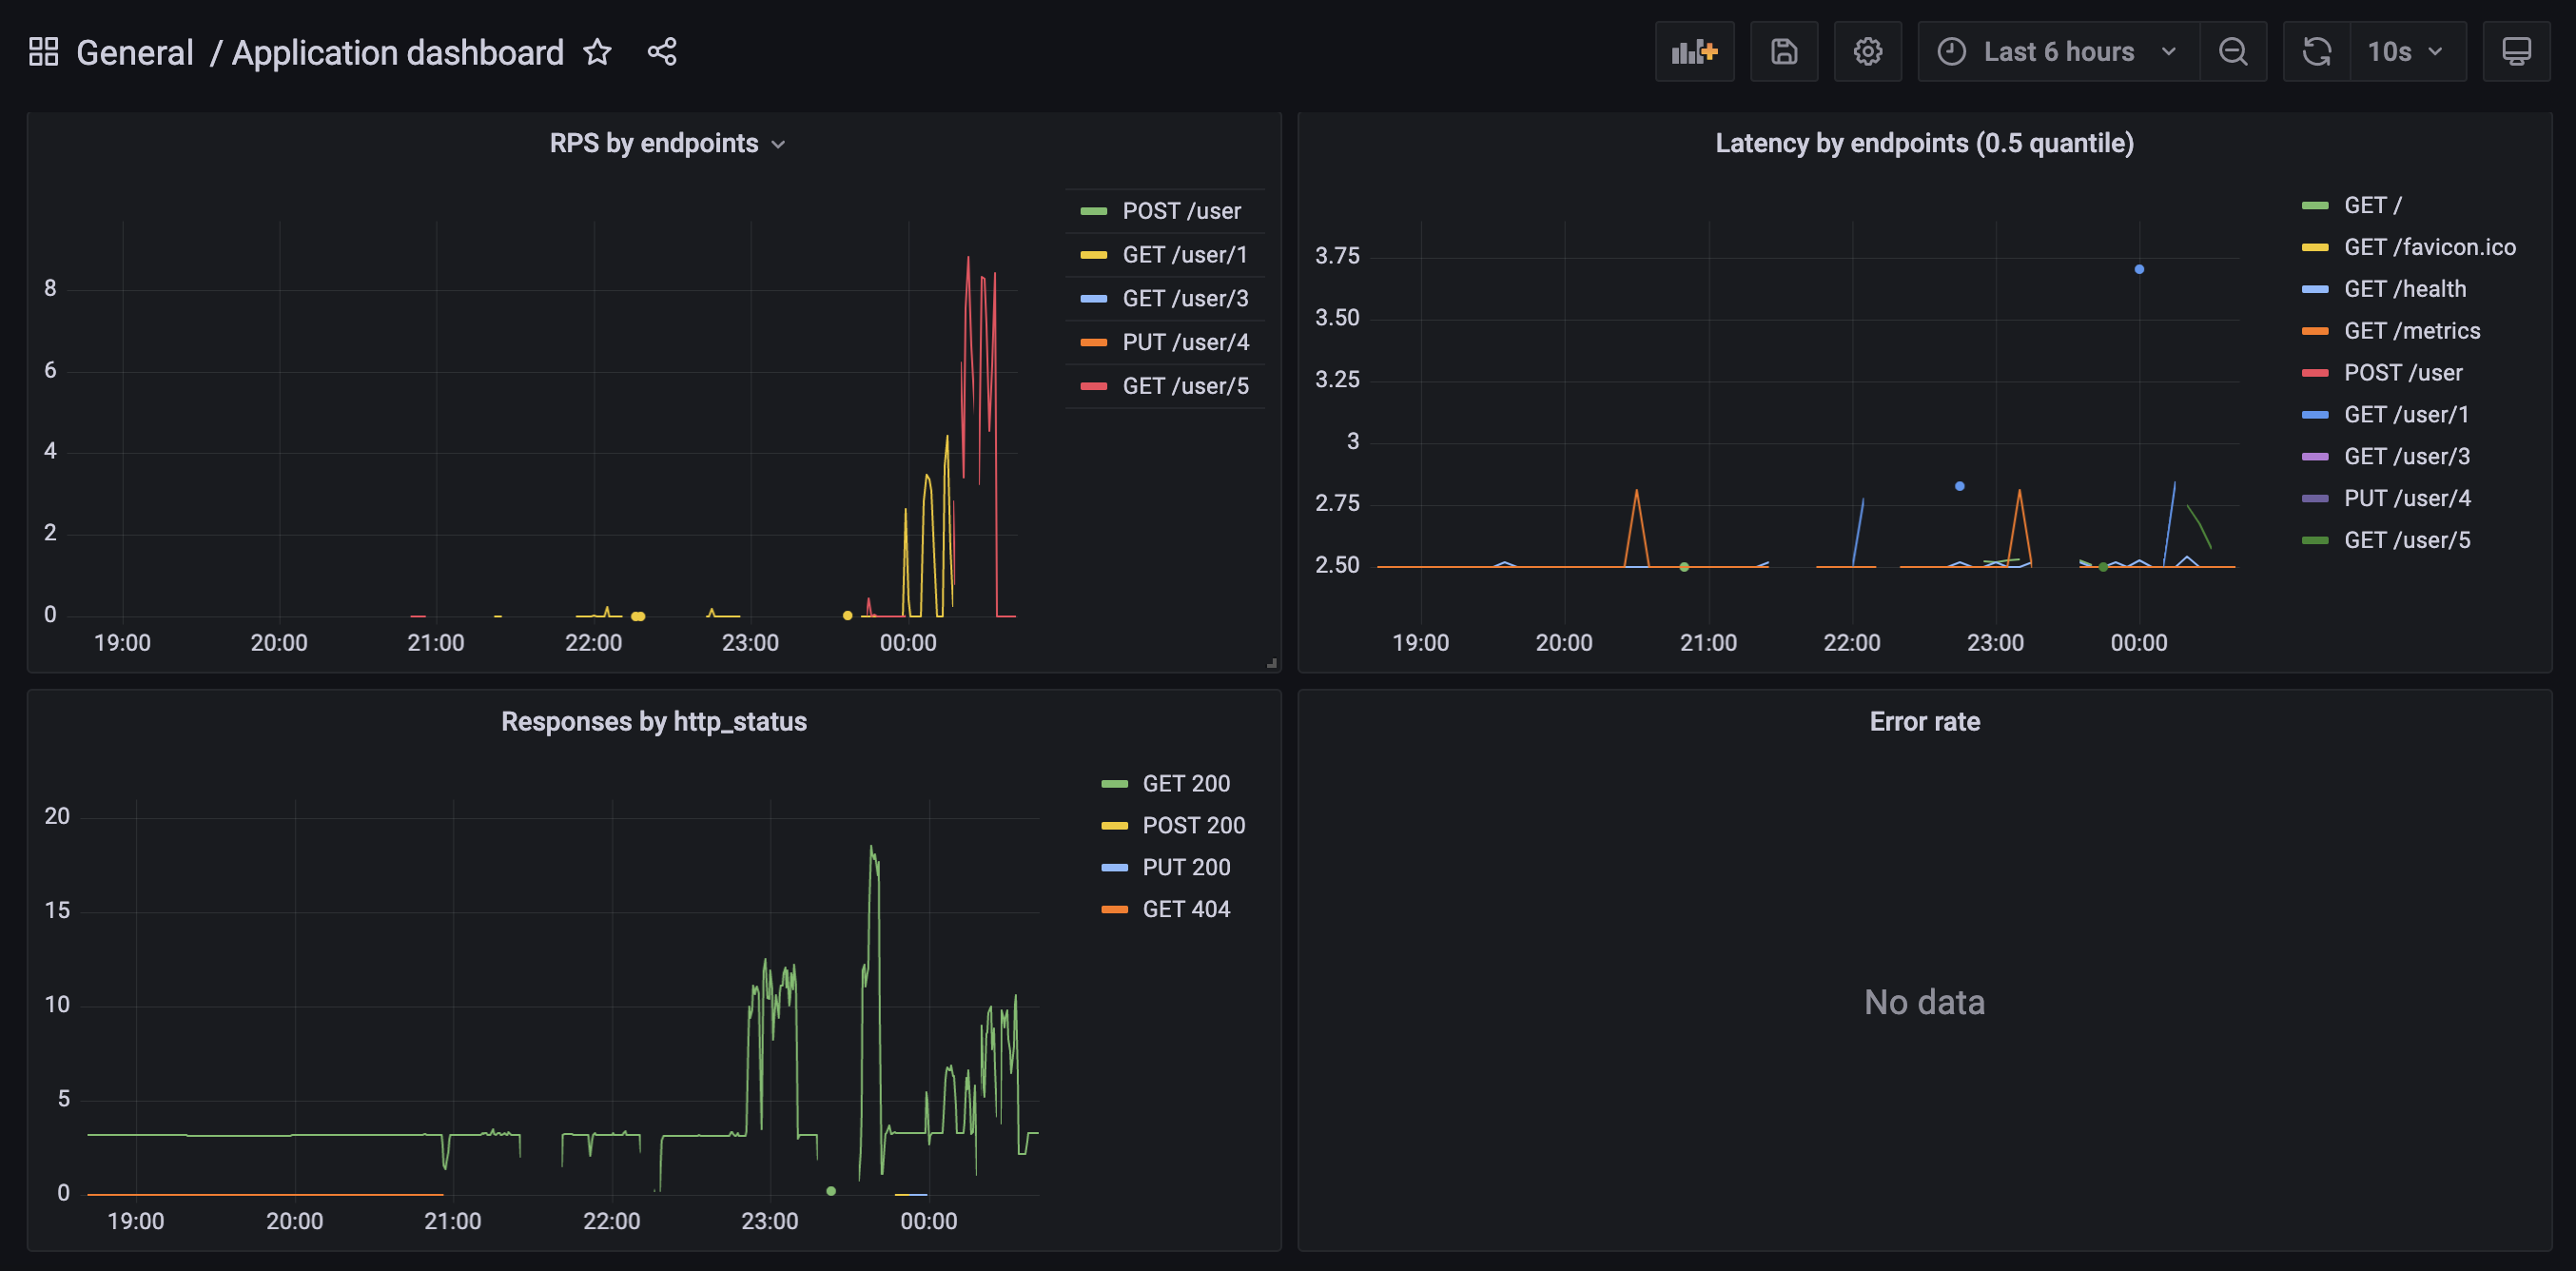 General / Application dashboard
Last 6 hours
10s
RPS by endpoints
8
6
4
2
0
19:00 20:00 21:00 22:00 23:00 00:00
POST /user
GET /user/1
GET /user/3
PUT /user/4
GET /user/5
Latency by endpoints (0.5 quantile)
3.75
3.50
3.25
3
2.75
2.50
19:00 20:00 21:00 22:00 23:00 00:00
GET /
GET /favicon.ico
GET /health
GET /metrics
POST /user
GET /user/1
GET /user/3
PUT /user/4
GET /user/5
Responses by http_status
20
15
10
5
0
19:00 20:00 21:00 22:00 23:00 00:00
GET 200
POST 200
PUT 200
GET 404
Error rate
No data